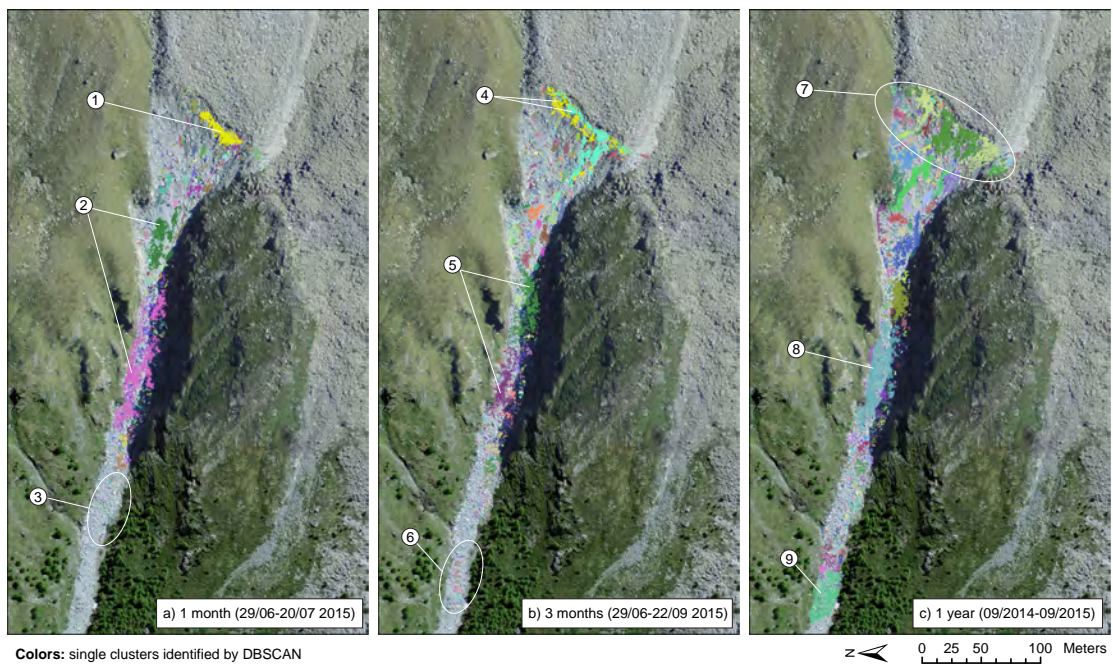 1
2
3
a) 1 month (29/06-20/07 2015)
4
5
6
b) 3 months (29/06-22/09 2015)
7
8
9
c) 1 year (09/2014-09/2015)
Colors: single clusters identified by DBSCAN
N
0 25 50 100 Meters